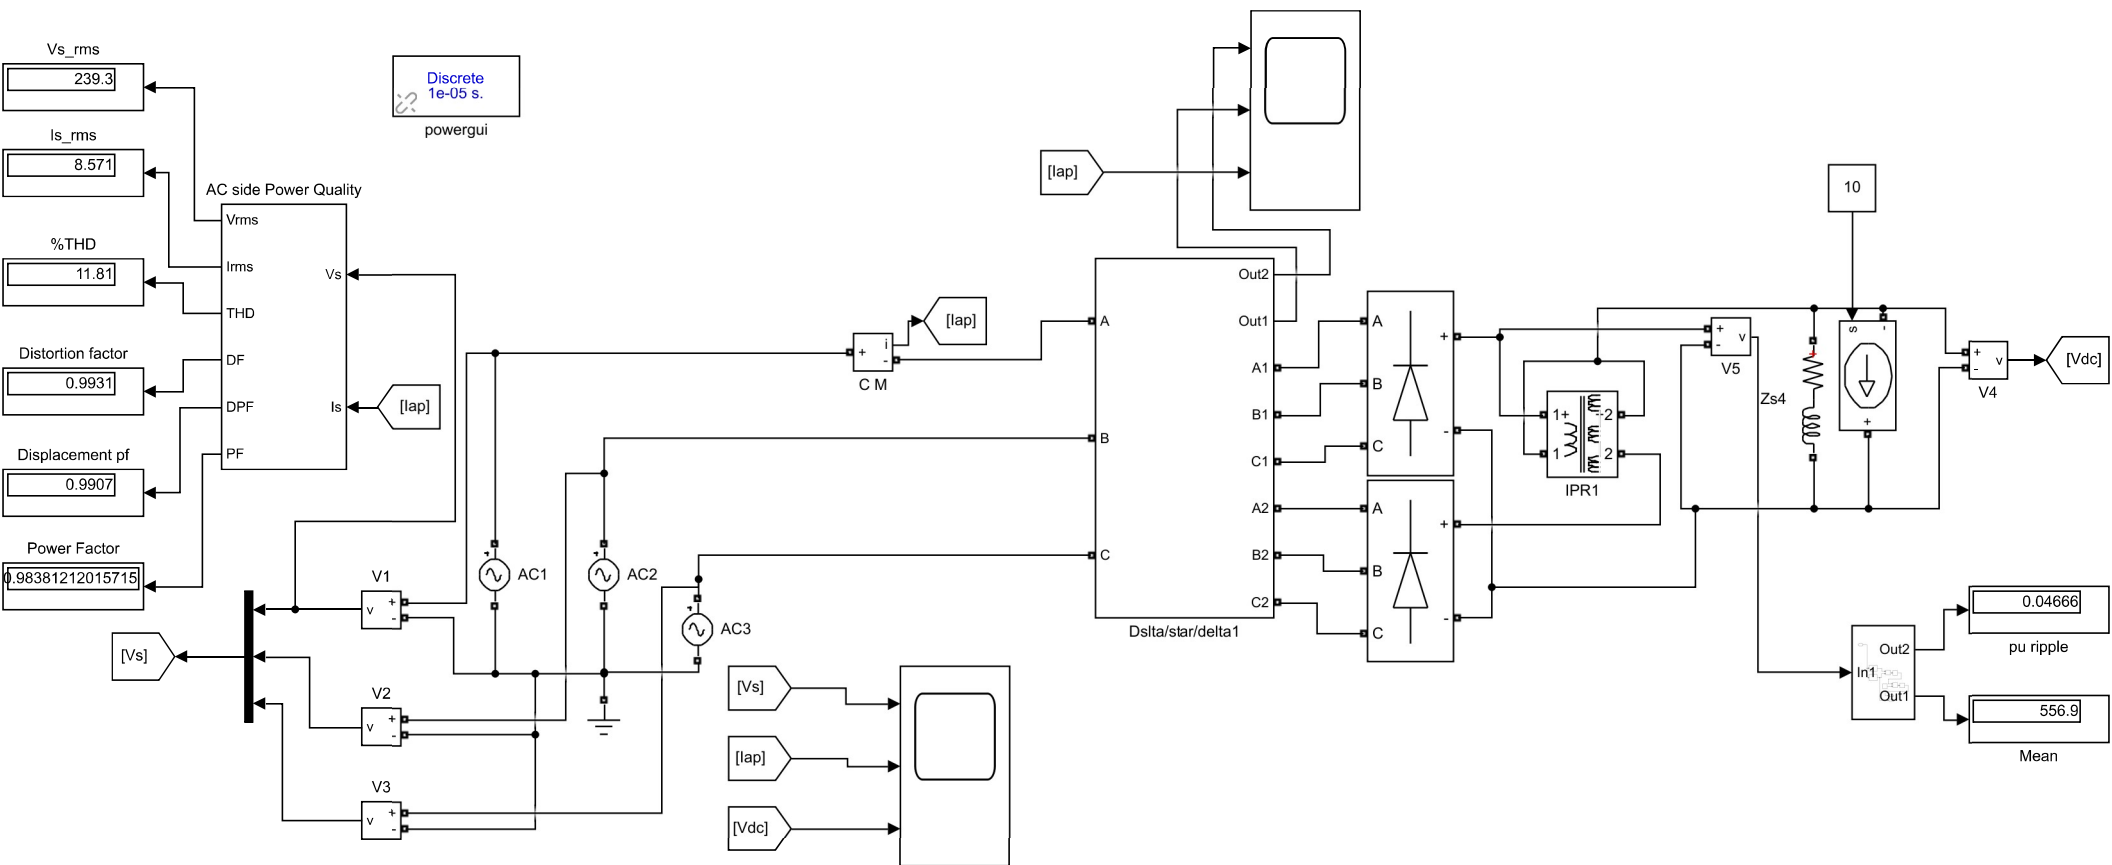 Vs_rms
239.3
Is_rms
8.571
%THD
11.81
Distortion factor
0.9931
Displacement pf
0.9907
Power Factor
0.98381212015715
AC side Power Quality
Vrms
Irms
THD
DF
DPF
PF
Vs
Is
[Iap]
Discrete
1e-05 s.
powergui
[Vs]
V1
v
+
-
V2
v
+
-
V3
v
+
-
AC1
AC2
AC3
+
i
-
C M
[Iap]
[Iap]
[Vs]
[Iap]
[Vdc]
A
B
C
Out2
Out1
A1
B1
C1
A2
B2
C2
Dslta/star/delta1
A
B
C
+
-
A
B
C
+
-
1+
1
-2
2
IPR1
+
-
v
V5
Zs4
+
10
s
-
+
+
-
v
V4
[Vdc]
In1
Out2
Out1
0.04666
pu ripple
556.9
Mean